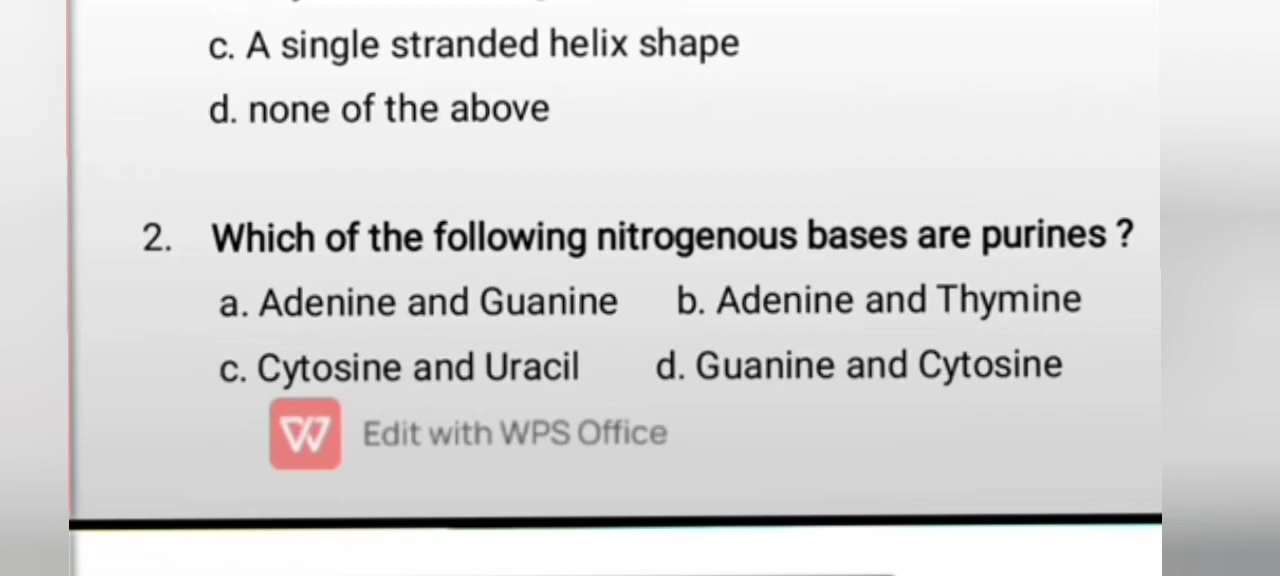 c. A single stranded helix shape
d. none of the above
2. Which of the following nitrogenous bases are purines ?
a. Adenine and Guanine b. Adenine and Thymine
c. Cytosine and Uracil d. Guanine and Cytosine
W Edit with WPS Office